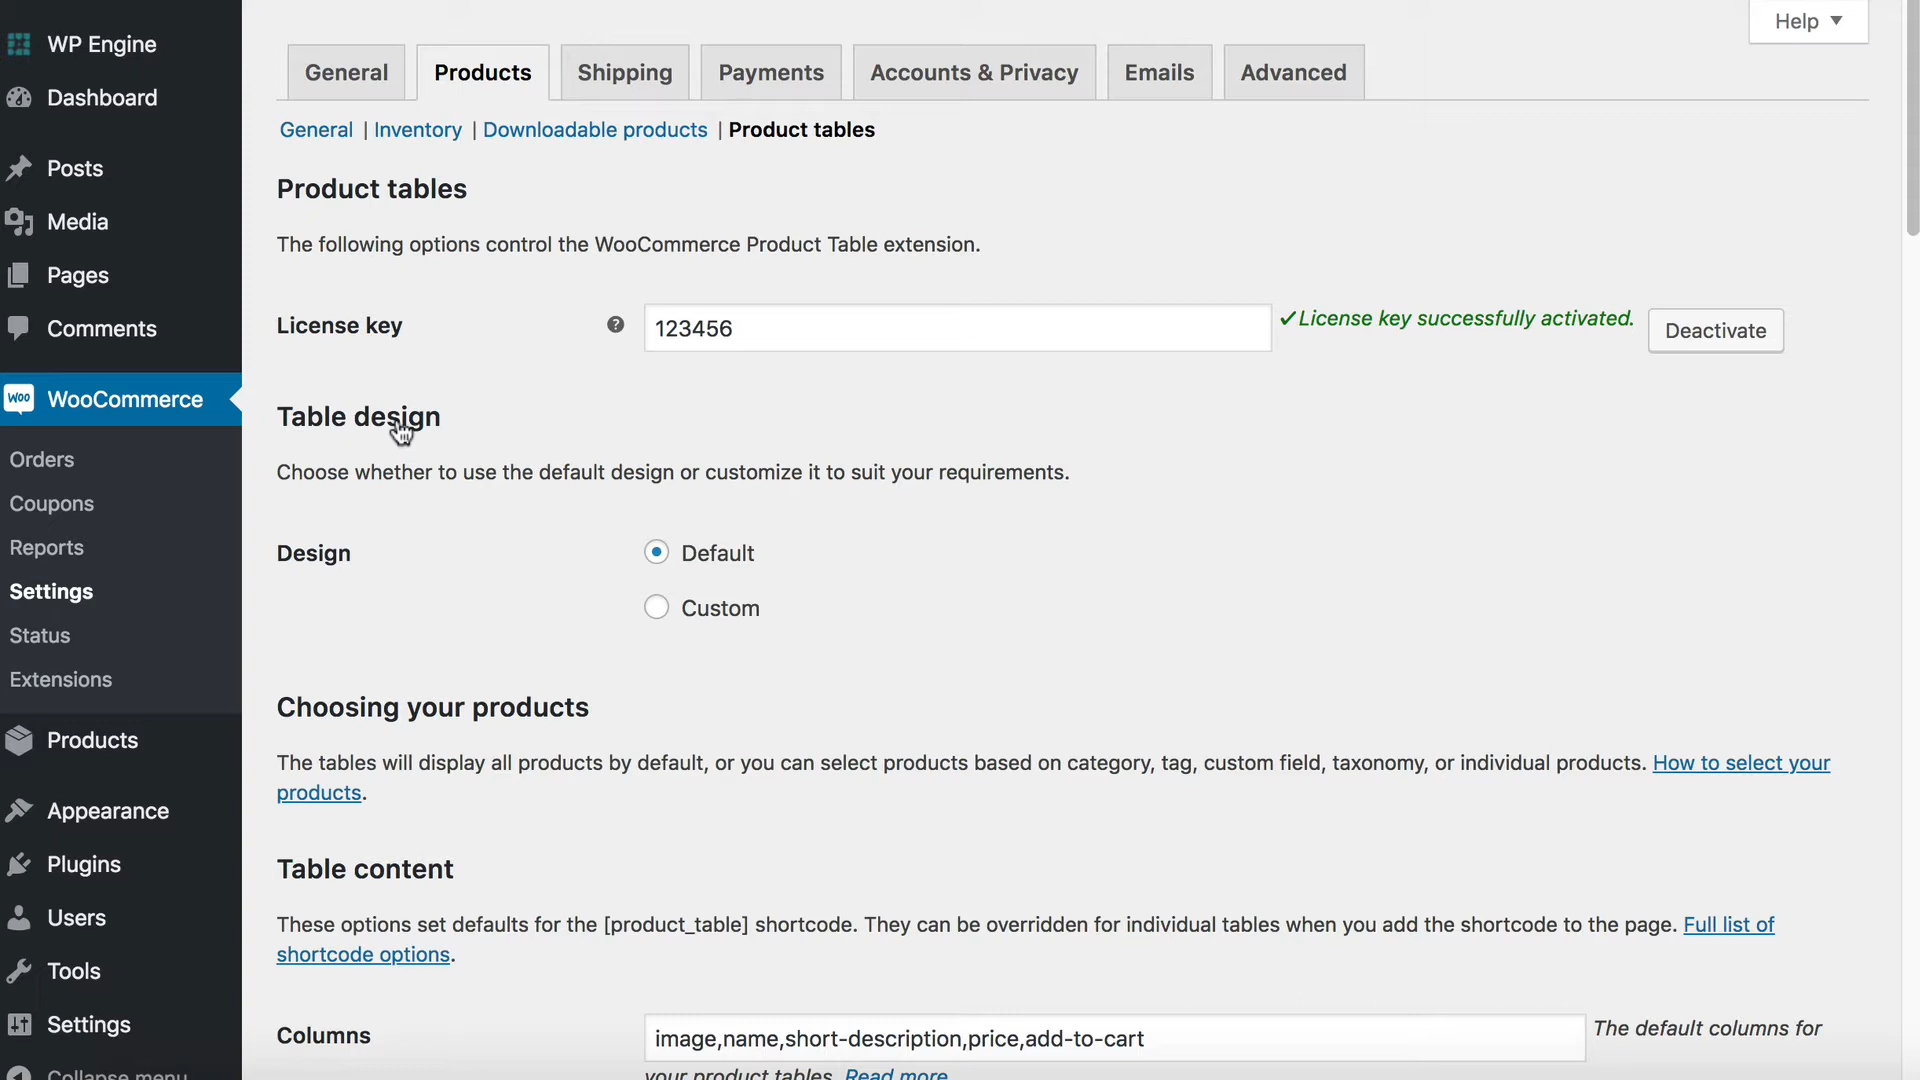 Help ▼
WP Engine
Dashboard
Posts
Media
Pages
Comments
WOO WooCommerce
Orders
Coupons
Reports
Settings
Status
Extensions
Products
Appearance
Plugins
Users
Tools
Settings
Collapse menu
General Products Shipping Payments Accounts & Privacy Emails Advanced
General | Inventory | Downloadable products | Product tables
Product tables
The following options control the WooCommerce Product Table extension.
License key ? 123456 ✓License key successfully activated. Deactivate
Table design
Choose whether to use the default design or customize it to suit your requirements.
Design Default
Custom
Choosing your products
The tables will display all products by default, or you can select products based on category, tag, custom field, taxonomy, or individual products. How to select your
products.
Table content
These options set defaults for the [product_table] shortcode. They can be overridden for individual tables when you add the shortcode to the page. Full list of
shortcode options.
Columns image,name,short-description,price,add-to-cart The default columns for
your product tables. Read more